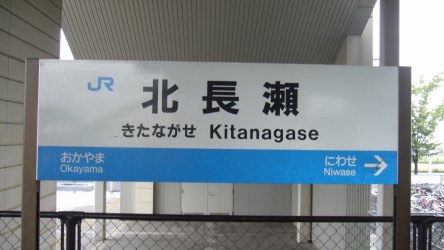 JR
北長瀬
きたながせ Kitanagase
おかやま にわせ
Okayama Niwase